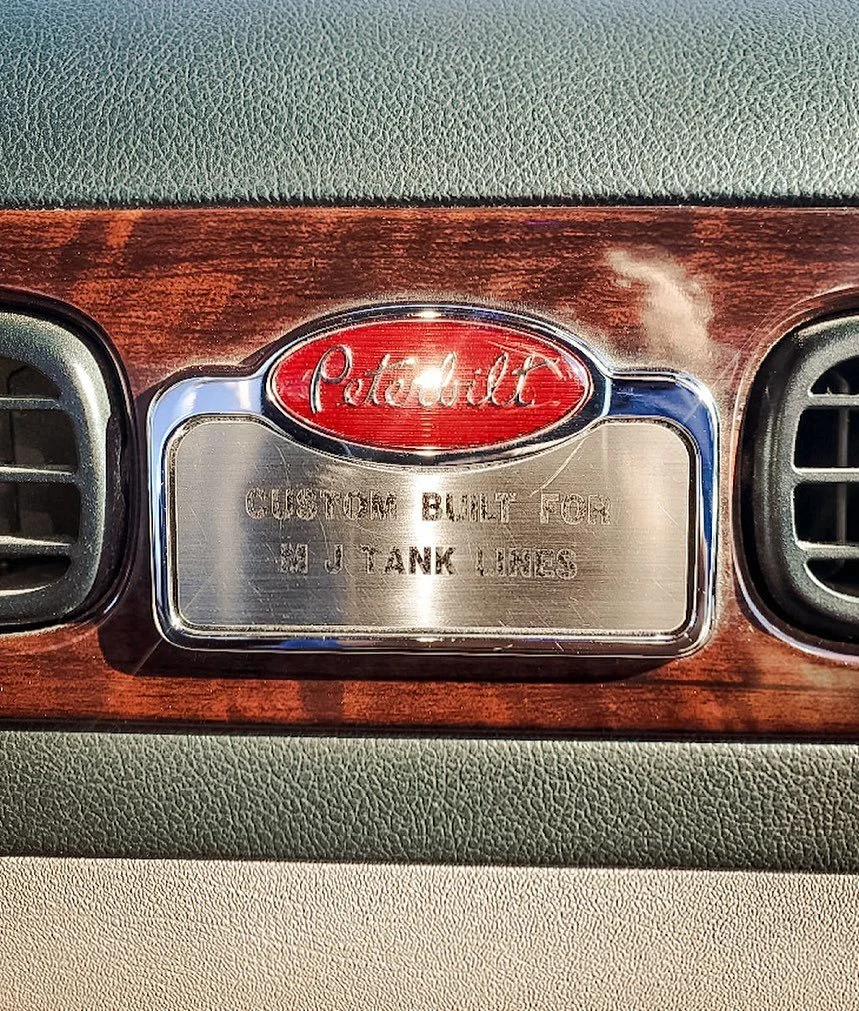 Peterbilt
CUSTOM BUILT FOR
M J TANK LINES